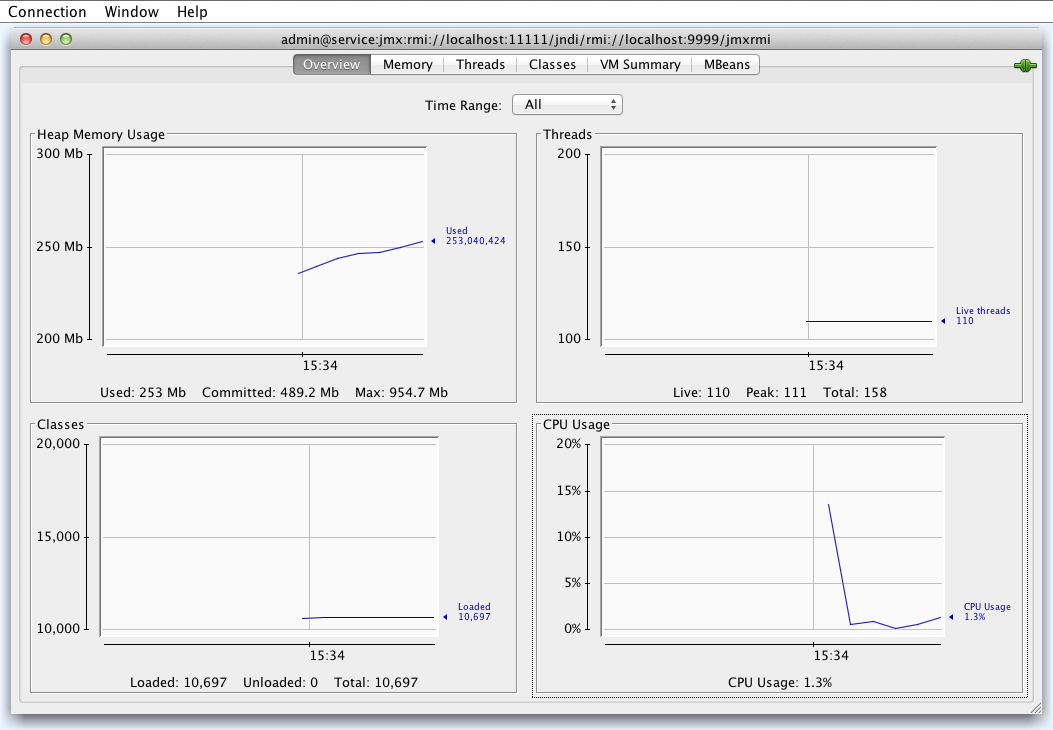 Connection Window Help
admin@service:jmx:rmi://localhost:11111/jndi/rmi://localhost:9999/jmxrmi
Overview Memory Threads Classes VM Summary MBeans
Time Range: All
Heap Memory Usage
300 Mb
250 Mb
200 Mb
Used
253,040,424
15:34
Used: 253 Mb Committed: 489.2 Mb Max: 954.7 Mb
Threads
200
150
100
Live threads
110
15:34
Live: 110 Peak: 111 Total: 158
Classes
20,000
15,000
10,000
Loaded
10,697
15:34
Loaded: 10,697 Unloaded: 0 Total: 10,697
CPU Usage
20%
15%
10%
5%
0%
CPU Usage
1.3%
15:34
CPU Usage: 1.3%